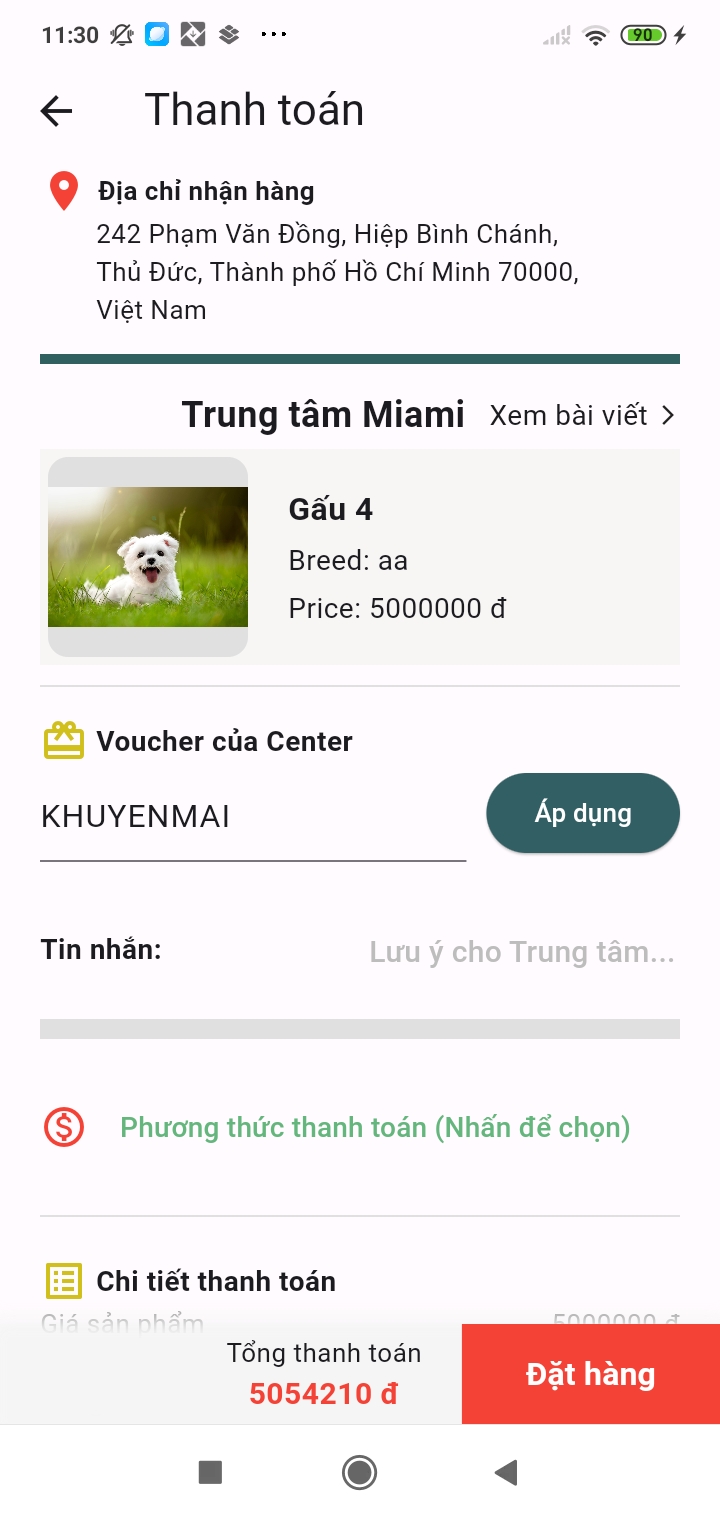 11:30
90
Thanh toán
Địa chỉ nhận hàng
242 Phạm Văn Đồng, Hiệp Bình Chánh,
Thủ Đức, Thành phố Hồ Chí Minh 70000,
Việt Nam
Trung tâm Miami Xem bài viết
Gấu 4
Breed: aa
Price: 5000000 đ
Voucher của Center
KHUYENMAI
Áp dụng
Tin nhắn: Lưu ý cho Trung tâm...
Phương thức thanh toán (Nhấn để chọn)
Chi tiết thanh toán
Giá sản phẩm 5000000 đ
Tổng thanh toán
5054210 đ
Đặt hàng